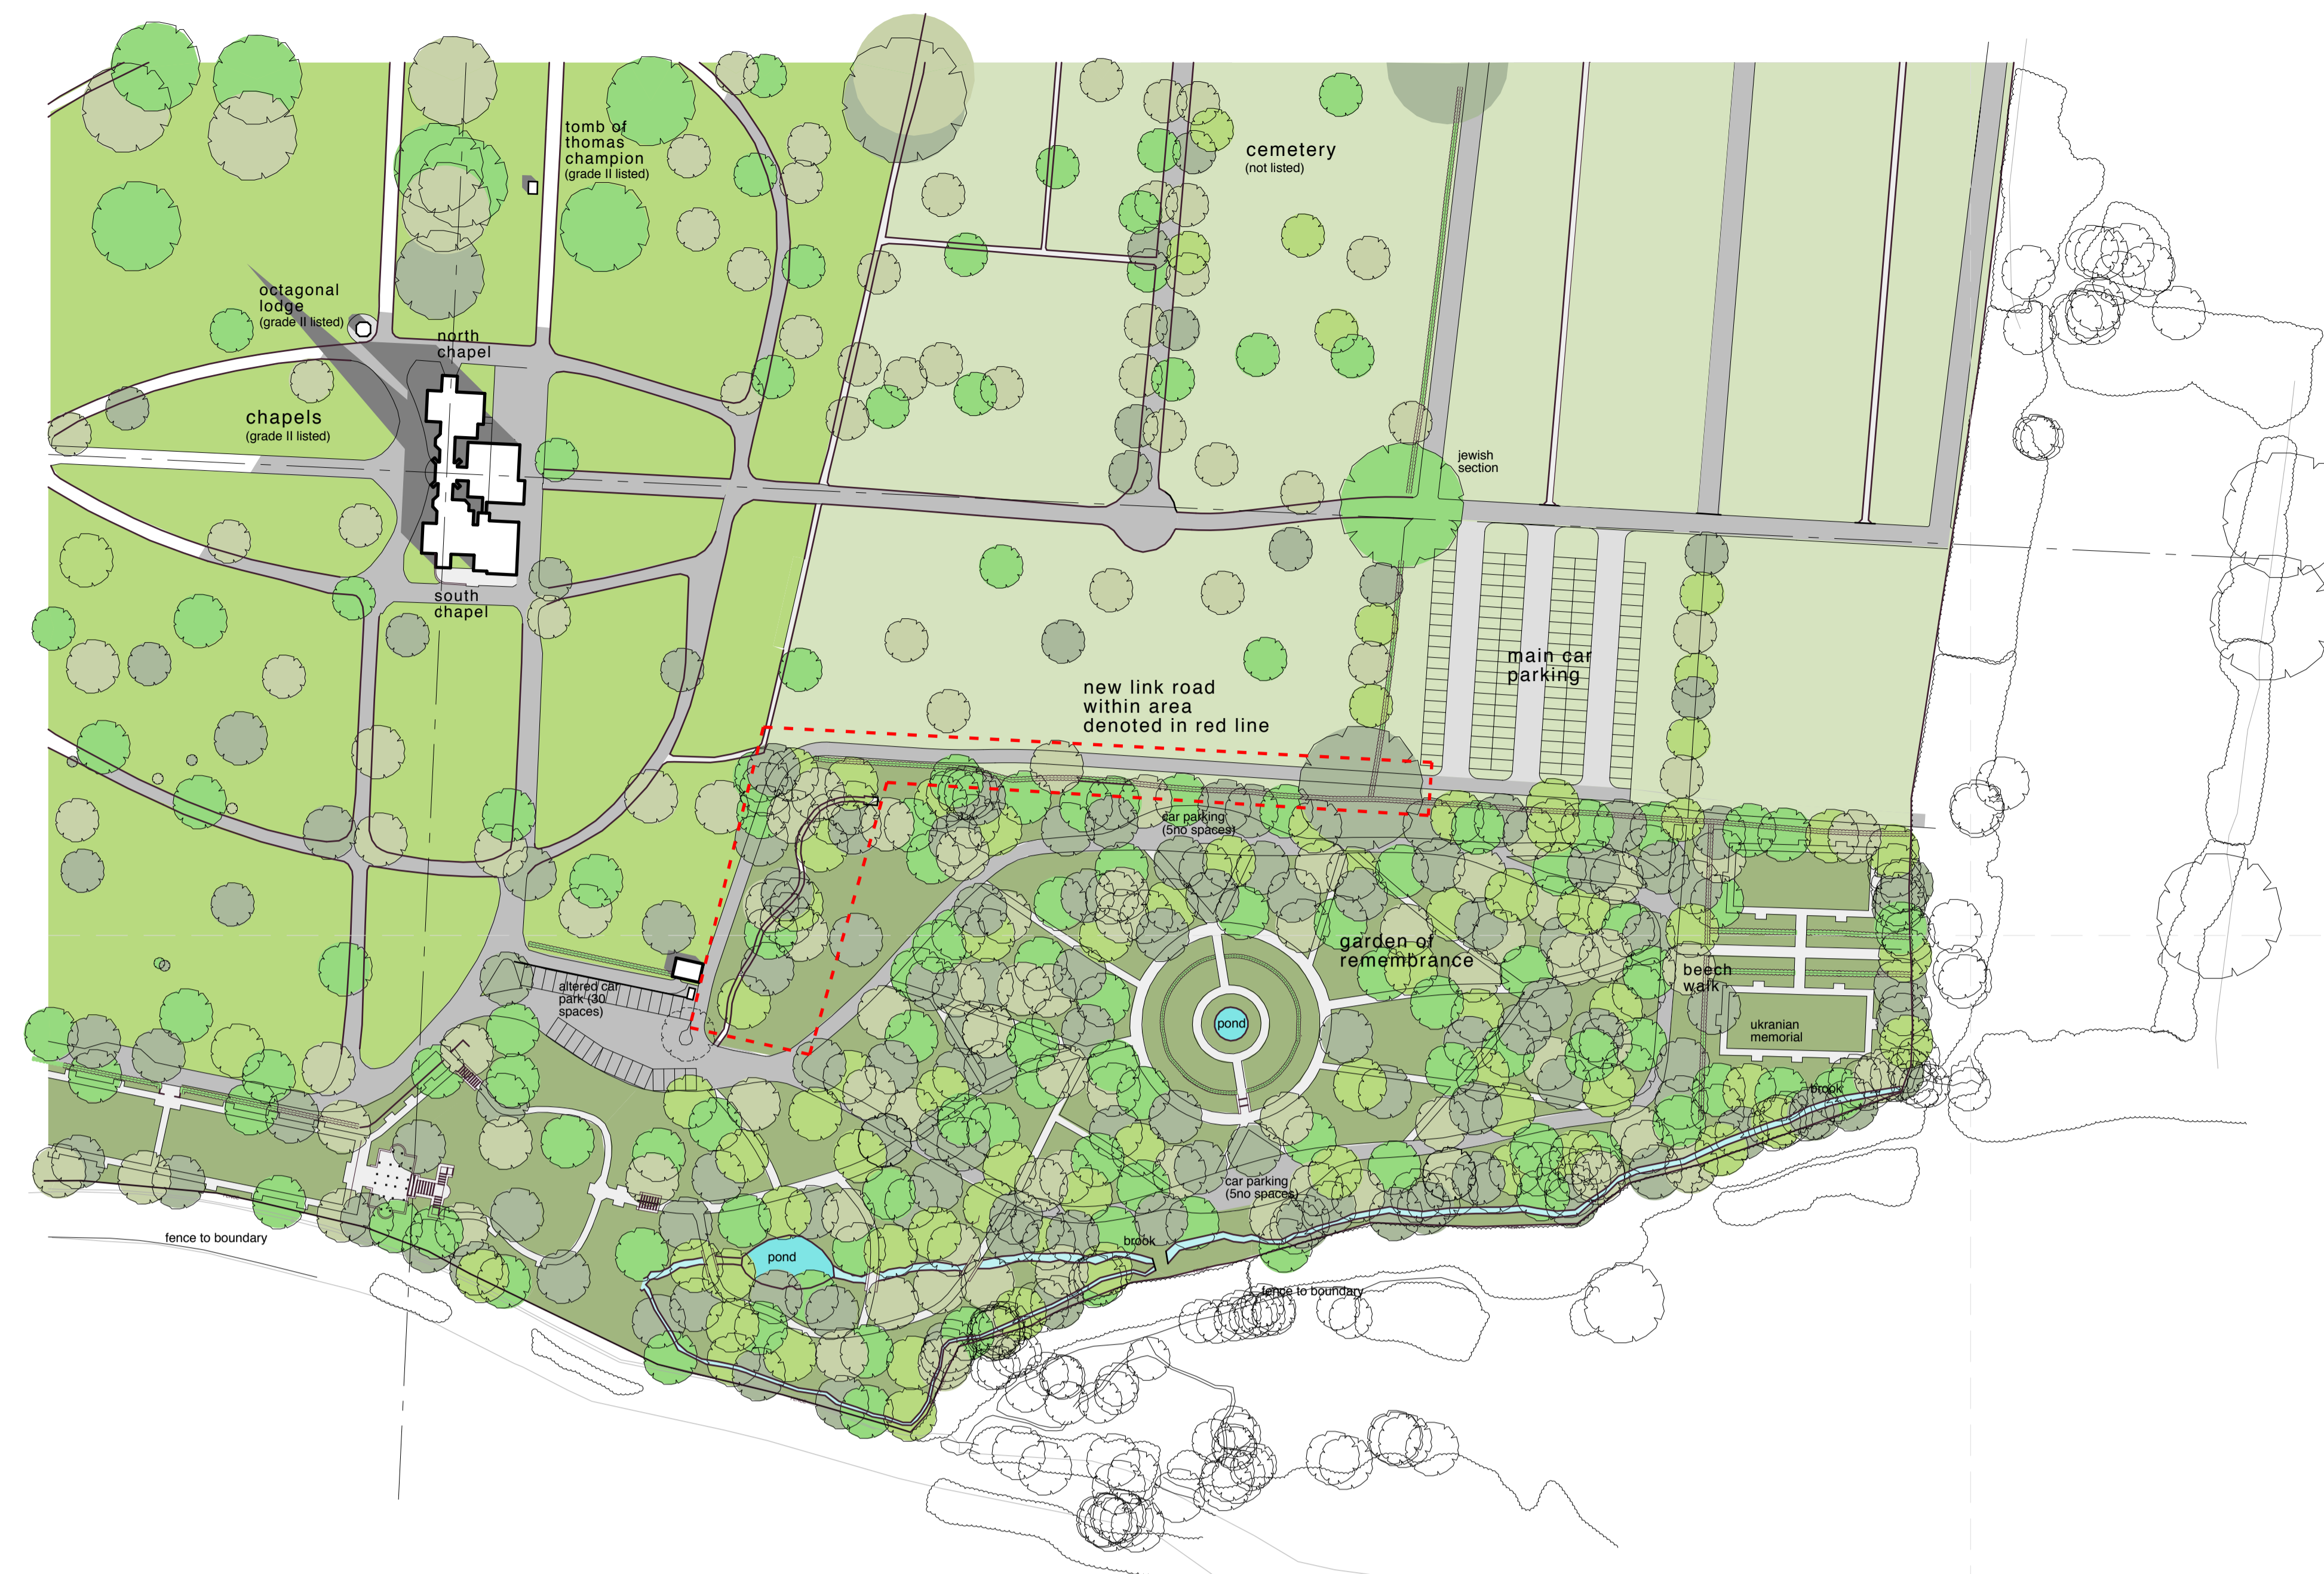 tomb of
thomas
champion
(grade II listed)
cemetery
(not listed)
octagonal
lodge
(grade II listed)
north
chapel
chapels
(grade II listed)
jewish
section
south
chapel
main car
parking
new link road
within area
denoted in red line
car parking
(5no spaces)
garden of
remembrance
beech
walk
altered car
park (30
spaces)
pond
ukranian
memorial
brook
car parking
(5no spaces)
fence to boundary
brook
pond
fence to boundary